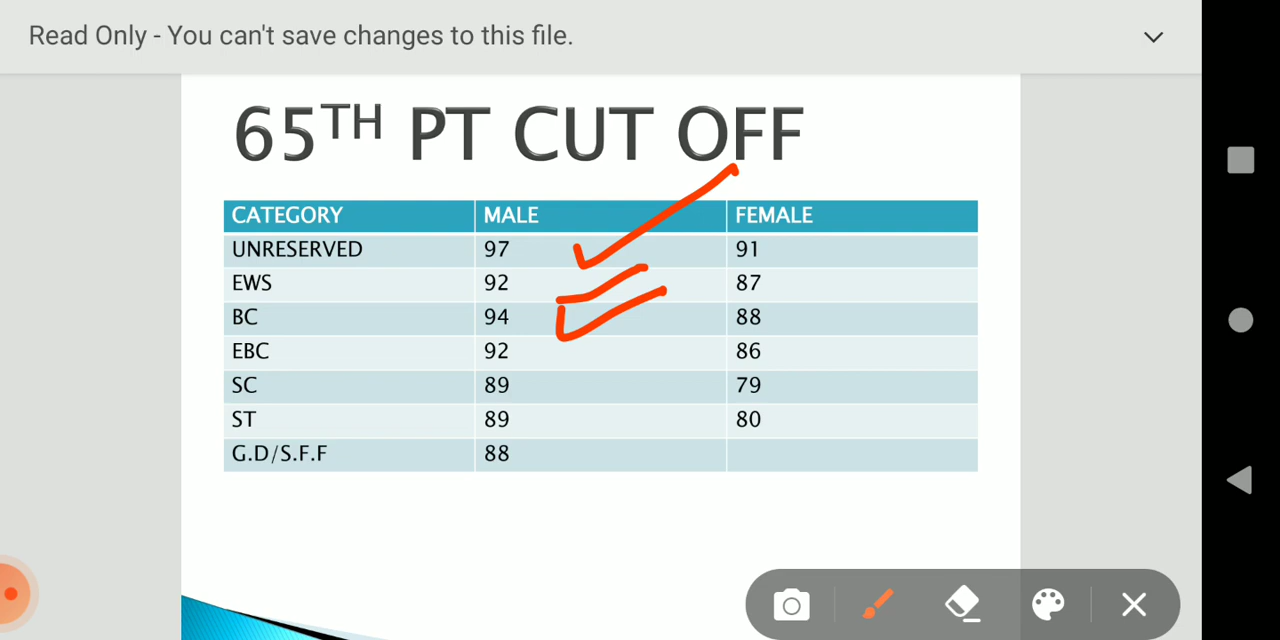 Read Only - You can't save changes to this file.
65TH PT CUT OFF
CATEGORY MALE FEMALE
UNRESERVED 97 91
EWS 92 87
BC 94 88
EBC 92 86
SC 89 79
ST 89 80
G.D/S.F.F 88